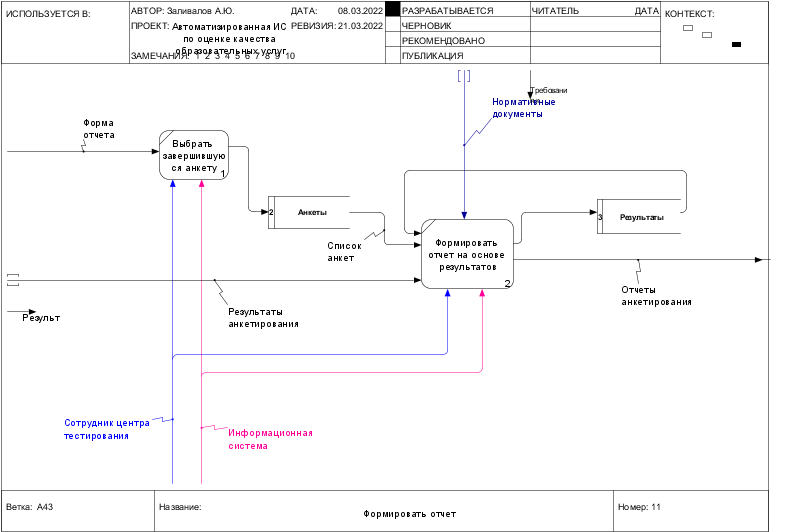 ИСПОЛЬЗУЕТСЯ В:
АВТОР: Заливалов А.Ю.
ДАТА: 08.03.2022
РАЗРАБАТЫВАЕТСЯ
ЧИТАТЕЛЬ
ДАТА
КОНТЕКСТ:
ПРОЕКТ: Автоматизированная ИС
по оценке качества
образовательных услуг
РЕВИЗИЯ: 21.03.2022
ЧЕРНОВИК
РЕКОМЕНДОВАНО
ЗАМЕЧАНИЯ: 1 2 3 4 5 6 7 8 9 10
ПУБЛИКАЦИЯ
Требовани
Нормативные
документы
Форма
отчета
Выбрать
завершившую
ся анкету
1
2
Анкеты
3
Результаты
Список
анкет
Формировать
отчет на основе
результатов
2
Отчеты
анкетирования
Результаты
анкетирования
Результ
Сотрудник центра
тестирования
Информационная
система
Ветка: A43
Название:
Формировать отчет
Номер: 11